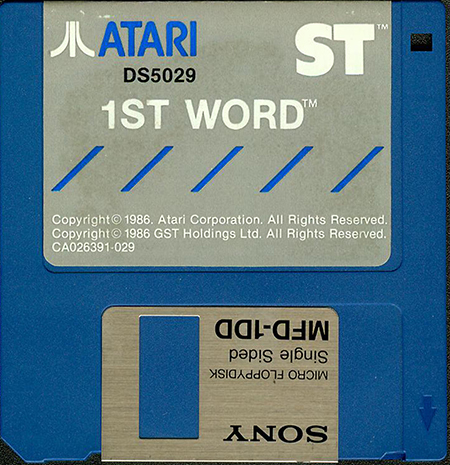 ATARI
ST™
DS5029
1ST WORD™
Copyright © 1986. Atari Corporation. All Rights Reserved.
Copyright © 1986 GST Holdings Ltd. All Rights Reserved.
CA026391-029
SONY
MICRO FLOPPYDISK
Single Sided
MFD-1DD